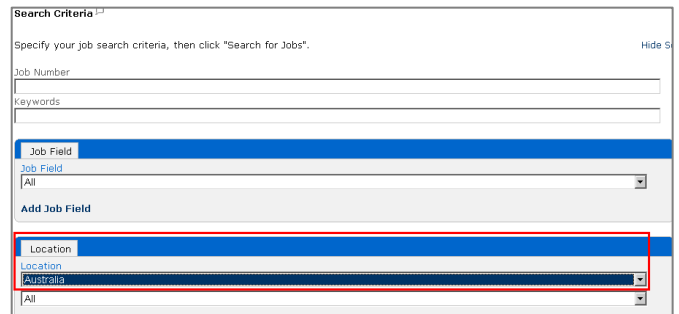 Search Criteria
Specify your job search criteria, then click "Search for Jobs".
Hide
Job Number
Keywords
Job Field
Job Field
All
Add Job Field
Location
Location
Australia
All